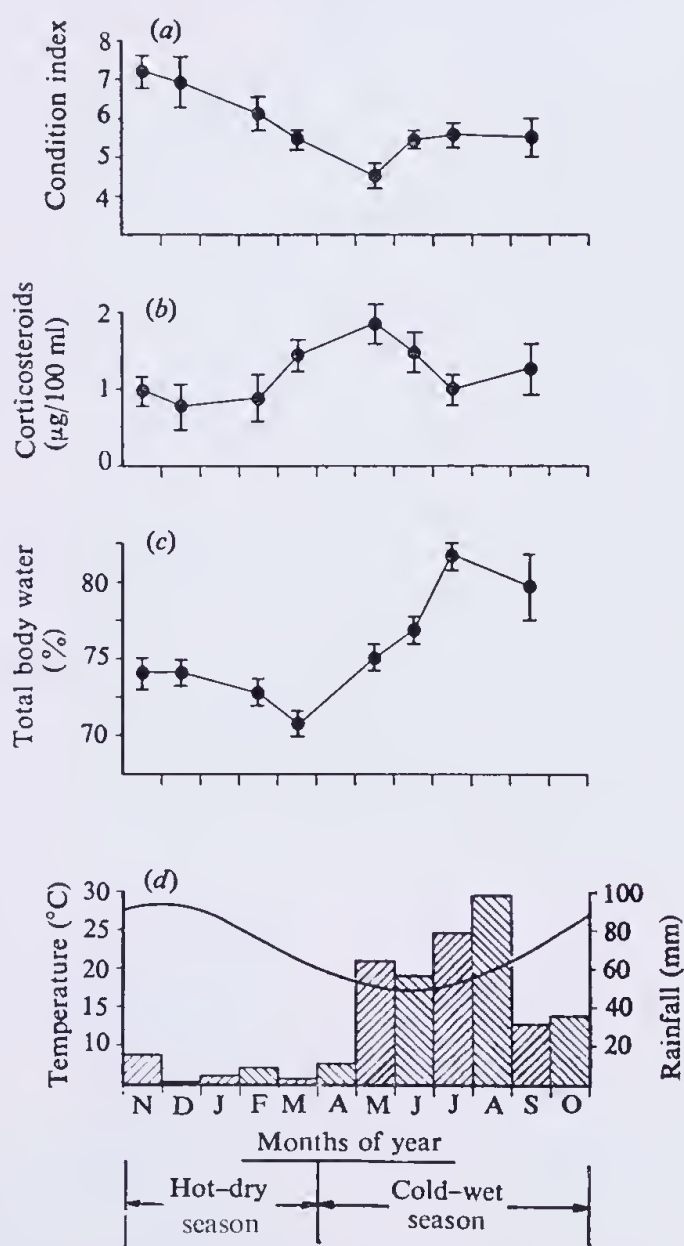 (a)
8
7
6
5
4
Condition index
(b)
2
1
0
Corticosteroids
(μg/100 ml)
(c)
80
75
70
Total body water
(%)
(d)
30
25
20
15
10
Temperature (°C)
100
80
60
40
20
Rainfall (mm)
N D J F M A M J J A S O
Months of year
Hot–dry
season
Cold–wet
season